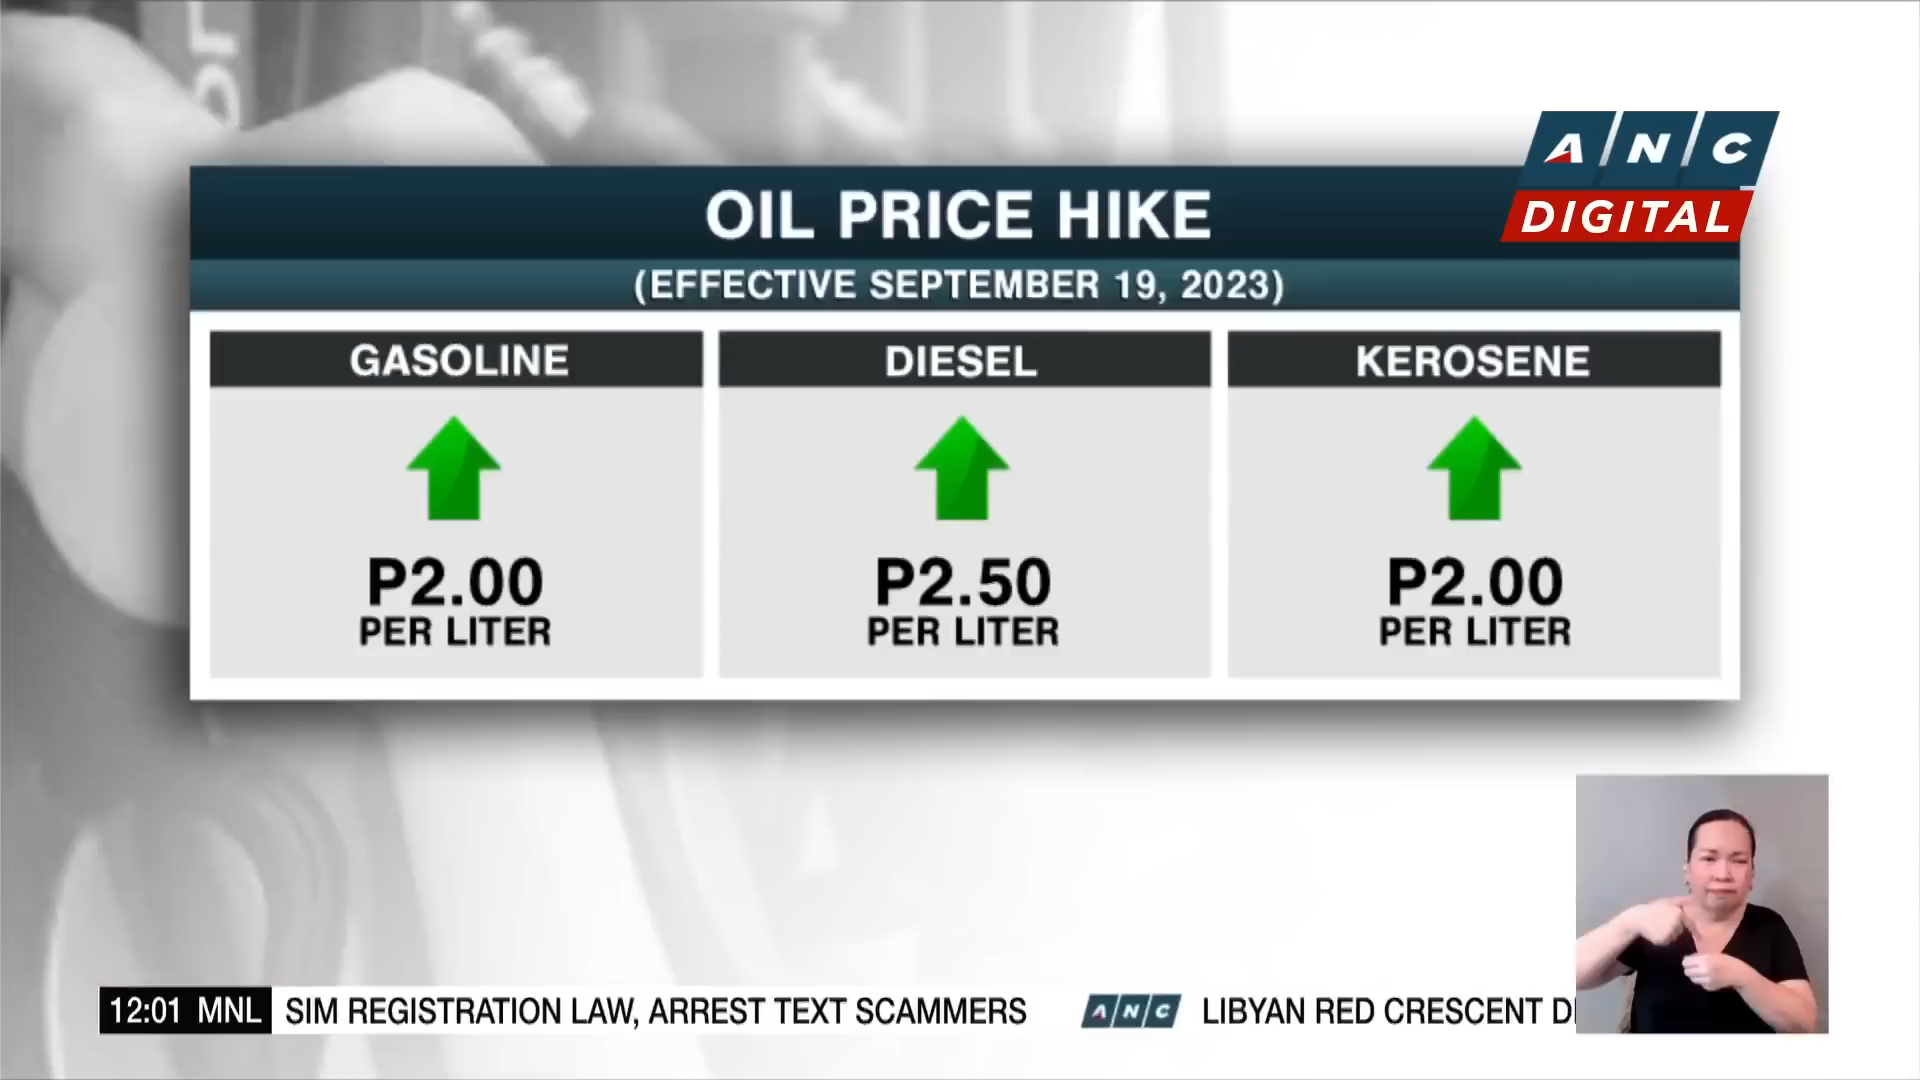 ANC
DIGITAL
OIL PRICE HIKE
(EFFECTIVE SEPTEMBER 19, 2023)
GASOLINE
P2.00
PER LITER
DIESEL
P2.50
PER LITER
KEROSENE
P2.00
PER LITER
12:01 MNL SIM REGISTRATION LAW, ARREST TEXT SCAMMERS ANC LIBYAN RED CRESCENT